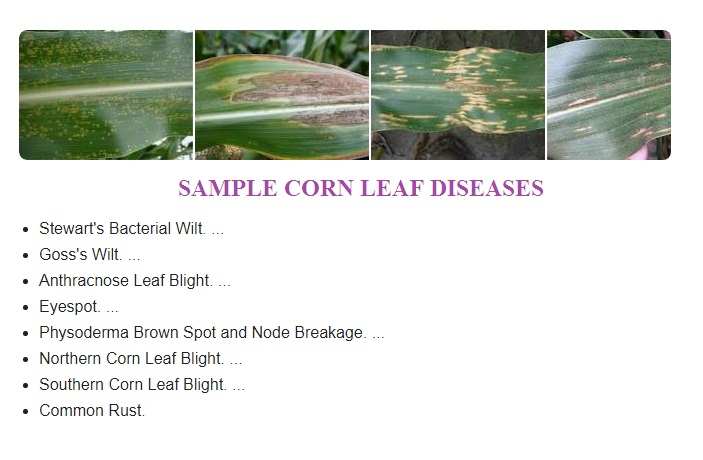 SAMPLE CORN LEAF DISEASES
Stewart's Bacterial Wilt. ...
Goss's Wilt. ...
Anthracnose Leaf Blight. ...
Eyespot. ...
Physoderma Brown Spot and Node Breakage. ...
Northern Corn Leaf Blight. ...
Southern Corn Leaf Blight. ...
Common Rust.